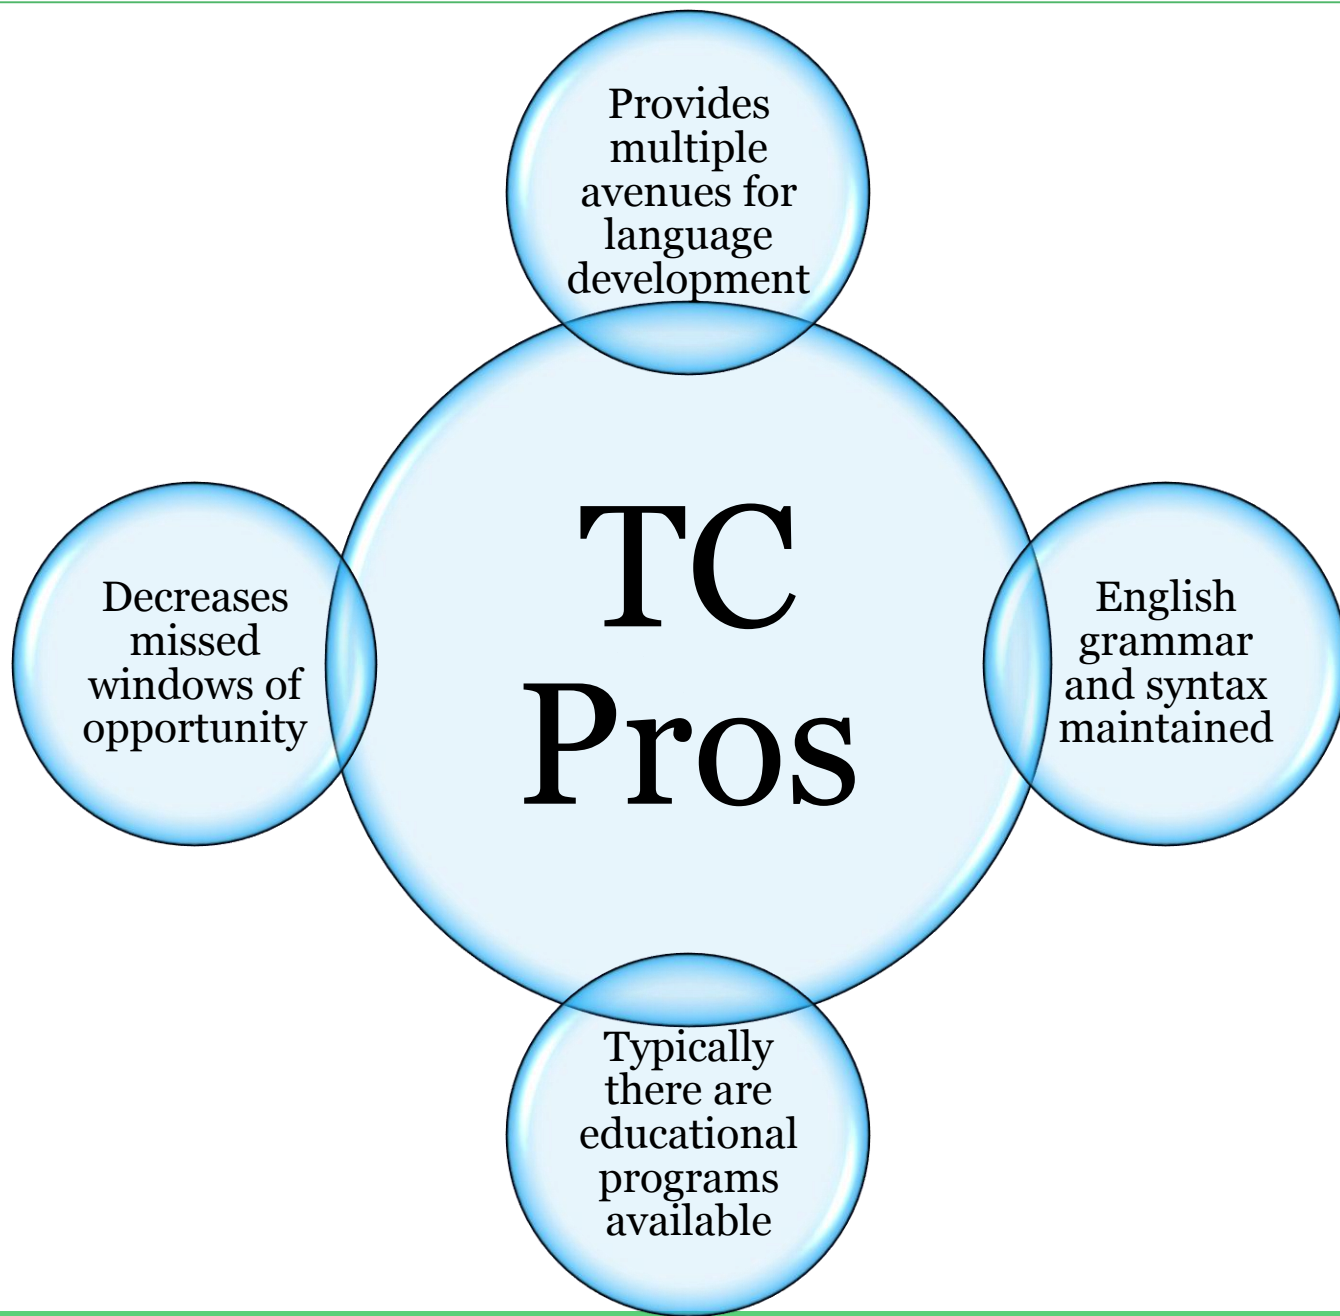 Provides
multiple
avenues for
language
development
TC
Pros
Decreases
missed
windows of
opportunity
English
grammar
and syntax
maintained
Typically
there are
educational
programs
available